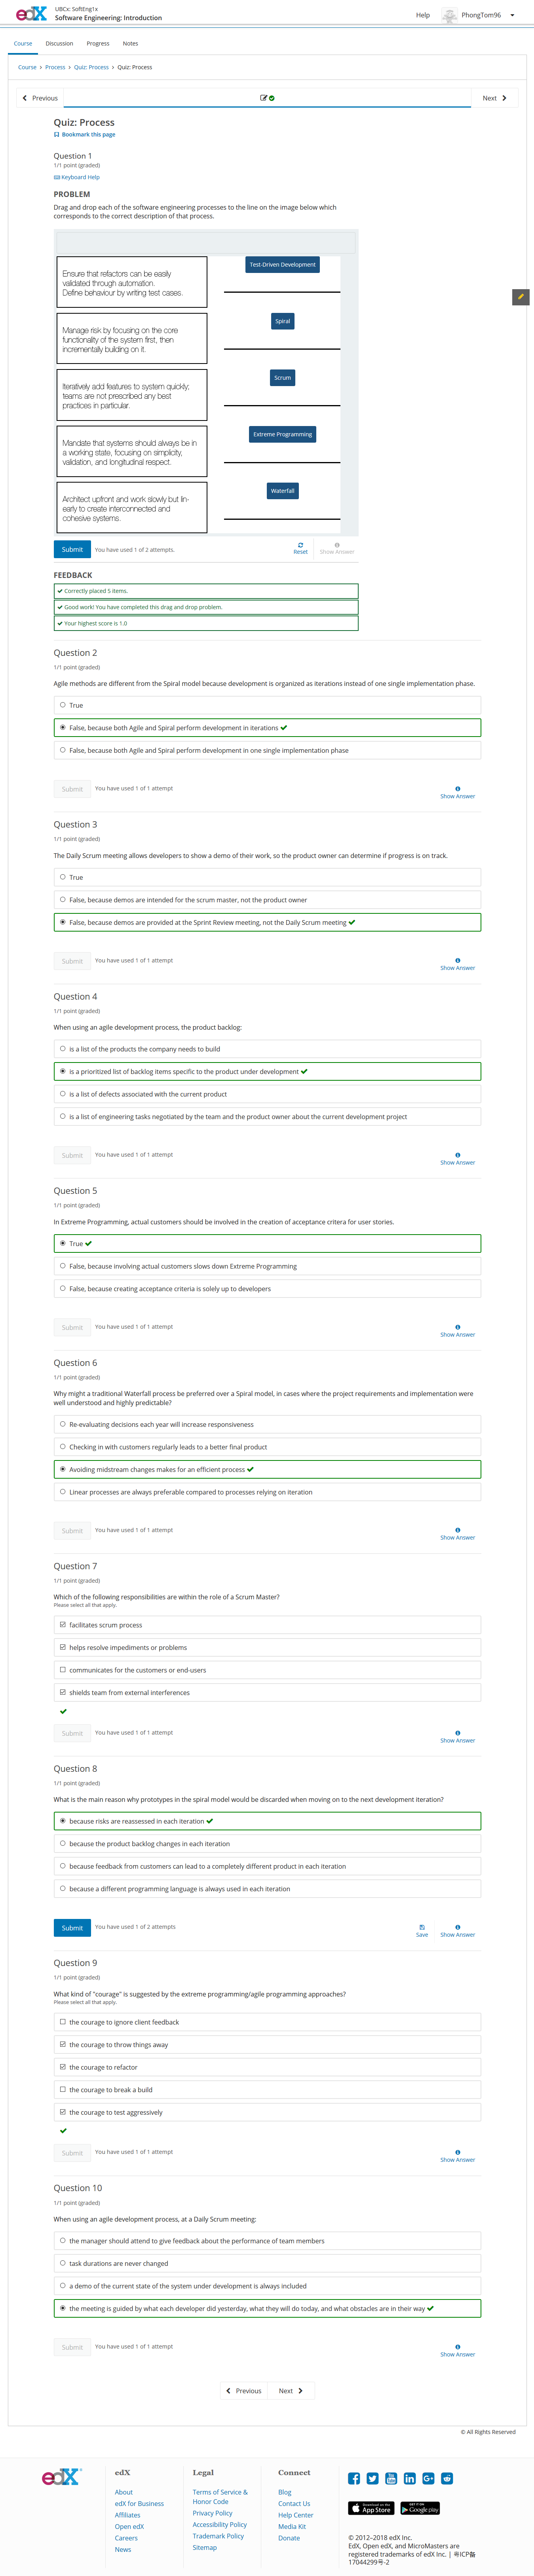 edX
UBCx: SoftEng1x
Software Engineering: Introduction
Help
PhongTom96
Course
Discussion
Progress
Notes
Course > Process > Quiz: Process > Quiz: Process
Previous
Next
Quiz: Process
Bookmark this page
Question 1
1/1 point (graded)
Keyboard Help
PROBLEM
Drag and drop each of the software engineering processes to the line on the image below which
corresponds to the correct description of that process.
Ensure that refactors can be easily
validated through automation.
Define behaviour by writing test cases.
Test-Driven Development
Manage risk by focusing on the core
functionality of the system first, then
incrementally building on it.
Spiral
Iteratively add features to system quickly;
teams are not prescribed any best
practices in particular.
Scrum
Mandate that systems should always be in
a working state, focusing on simplicity,
validation, and longitudinal respect.
Extreme Programming
Architect upfront and work slowly but lin-
early to create interconnected and
cohesive systems.
Waterfall
Submit
You have used 1 of 2 attempts.
Reset
Show Answer
FEEDBACK
Correctly placed 5 items.
Good work! You have completed this drag and drop problem.
Your highest score is 1.0
Question 2
1/1 point (graded)
Agile methods are different from the Spiral model because development is organized as iterations instead of one single implementation phase.
True
False, because both Agile and Spiral perform development in iterations
False, because both Agile and Spiral perform development in one single implementation phase
Submit
You have used 1 of 1 attempt
Show Answer
Question 3
1/1 point (graded)
The Daily Scrum meeting allows developers to show a demo of their work, so the product owner can determine if progress is on track.
True
False, because demos are intended for the scrum master, not the product owner
False, because demos are provided at the Sprint Review meeting, not the Daily Scrum meeting
Submit
You have used 1 of 1 attempt
Show Answer
Question 4
1/1 point (graded)
When using an agile development process, the product backlog:
is a list of the products the company needs to build
is a prioritized list of backlog items specific to the product under development
is a list of defects associated with the current product
is a list of engineering tasks negotiated by the team and the product owner about the current development project
Submit
You have used 1 of 1 attempt
Show Answer
Question 5
1/1 point (graded)
In Extreme Programming, actual customers should be involved in the creation of acceptance critera for user stories.
True
False, because involving actual customers slows down Extreme Programming
False, because creating acceptance criteria is solely up to developers
Submit
You have used 1 of 1 attempt
Show Answer
Question 6
1/1 point (graded)
Why might a traditional Waterfall process be preferred over a Spiral model, in cases where the project requirements and implementation were
well understood and highly predictable?
Re-evaluating decisions each year will increase responsiveness
Checking in with customers regularly leads to a better final product
Avoiding midstream changes makes for an efficient process
Linear processes are always preferable compared to processes relying on iteration
Submit
You have used 1 of 1 attempt
Show Answer
Question 7
1/1 point (graded)
Which of the following responsibilities are within the role of a Scrum Master?
Please select all that apply.
facilitates scrum process
helps resolve impediments or problems
communicates for the customers or end-users
shields team from external interferences
Submit
You have used 1 of 1 attempt
Show Answer
Question 8
1/1 point (graded)
What is the main reason why prototypes in the spiral model would be discarded when moving on to the next development iteration?
because risks are reassessed in each iteration
because the product backlog changes in each iteration
because feedback from customers can lead to a completely different product in each iteration
because a different programming language is always used in each iteration
Submit
You have used 1 of 2 attempts
Save
Show Answer
Question 9
1/1 point (graded)
What kind of "courage" is suggested by the extreme programming/agile programming approaches?
Please select all that apply.
the courage to ignore client feedback
the courage to throw things away
the courage to refactor
the courage to break a build
the courage to test aggressively
Submit
You have used 1 of 1 attempt
Show Answer
Question 10
1/1 point (graded)
When using an agile development process, at a Daily Scrum meeting:
the manager should attend to give feedback about the performance of team members
task durations are never changed
a demo of the current state of the system under development is always included
the meeting is guided by what each developer did yesterday, what they will do today, and what obstacles are in their way
Submit
You have used 1 of 1 attempt
Show Answer
Previous
Next
© All Rights Reserved
edX
edX
About
edX for Business
Affiliates
Open edX
Careers
News
Legal
Terms of Service &
Honor Code
Privacy Policy
Accessibility Policy
Trademark Policy
Sitemap
Connect
Blog
Contact Us
Help Center
Media Kit
Donate
Download on the
App Store
GET IT ON
Google play
© 2012–2018 edX Inc.
EdX, Open edX, and MicroMasters are
registered trademarks of edX Inc. | 粤ICP备
17044299号-2